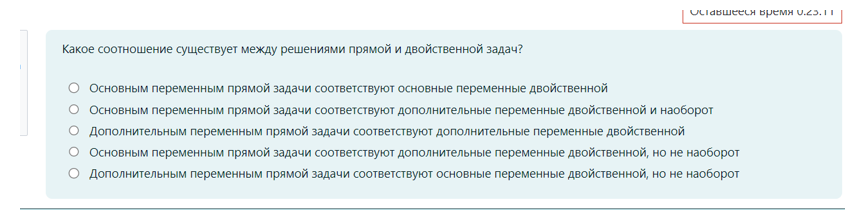 Оставшееся время 0:23:11
Какое соотношение существует между решениями прямой и двойственной задач?
Основным переменным прямой задачи соответствуют основные переменные двойственной
Основным переменным прямой задачи соответствуют дополнительные переменные двойственной и наоборот
Дополнительным переменным прямой задачи соответствуют дополнительные переменные двойственной
Основным переменным прямой задачи соответствуют дополнительные переменные двойственной, но не наоборот
Дополнительным переменным прямой задачи соответствуют основные переменные двойственной, но не наоборот